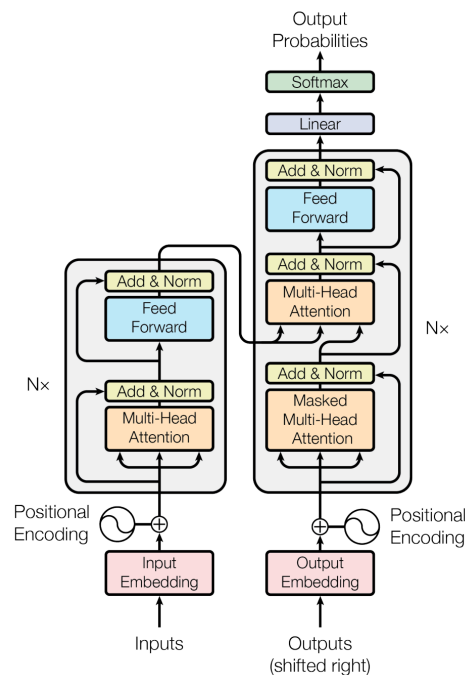 Output
Probabilities
Softmax
Linear
Add & Norm
Feed
Forward
Add & Norm
Multi-Head
Attention
Nx
Add & Norm
Masked
Multi-Head
Attention
Add & Norm
Feed
Forward
N×
Add & Norm
Multi-Head
Attention
Positional
Encoding
Positional
Encoding
Input
Embedding
Output
Embedding
Inputs
Outputs
(shifted right)